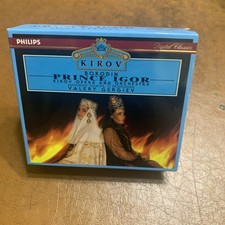 PHILIPS
Digital Classics
KIROV
BORODIN
PRINCE IGOR
KIROV OPERA AND ORCHESTRA
VALERY GERGIEV